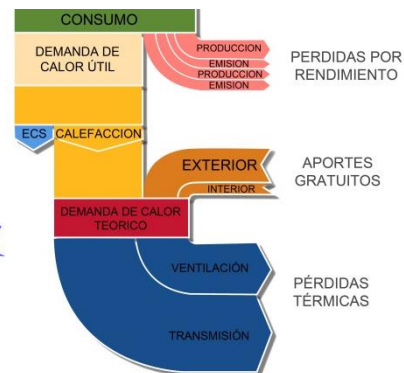 CONSUMO
DEMANDA DE
CALOR ÚTIL
PRODUCCION
EMISION
PRODUCCION
EMISION
PERDIDAS POR
RENDIMIENTO
ECS
CALEFACCION
EXTERIOR
INTERIOR
APORTES
GRATUITOS
DEMANDA DE CALOR
TEORICO
VENTILACIÓN
TRANSMISIÓN
PÉRDIDAS
TÉRMICAS